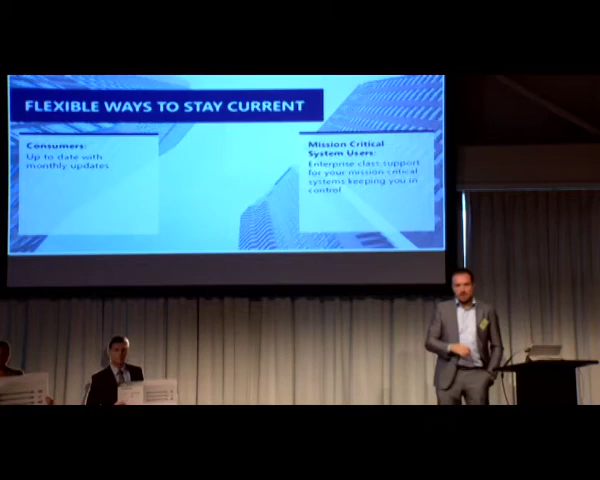 FLEXIBLE WAYS TO STAY CURRENT
Consumers:
Up to date with
monthly updates
Mission Critical
System Users:
Enterprise class support
for your mission critical
systems keeping you in
control